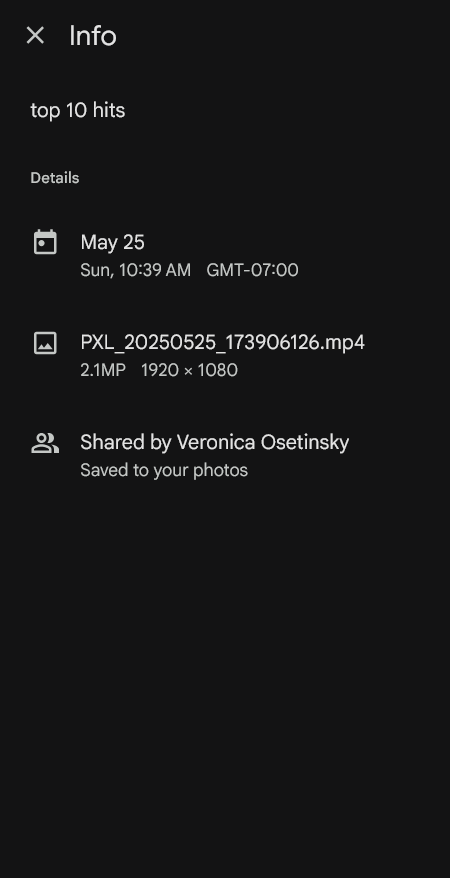 Info
top 10 hits
Details
May 25
Sun, 10:39 AM GMT-07:00
PXL_20250525_173906126.mp4
2.1MP 1920 × 1080
Shared by Veronica Osetinsky
Saved to your photos